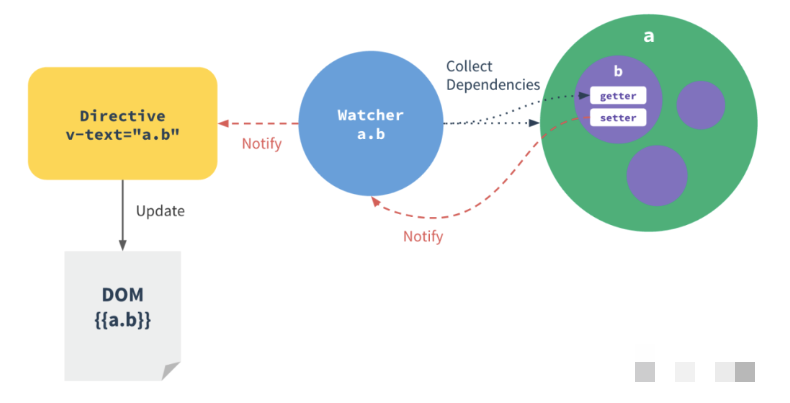 a
Collect
Dependencies
b
getter
setter
Directive
v-text="a.b"
Watcher
a.b
Notify
Update
Notify
DOM
{{a.b}}